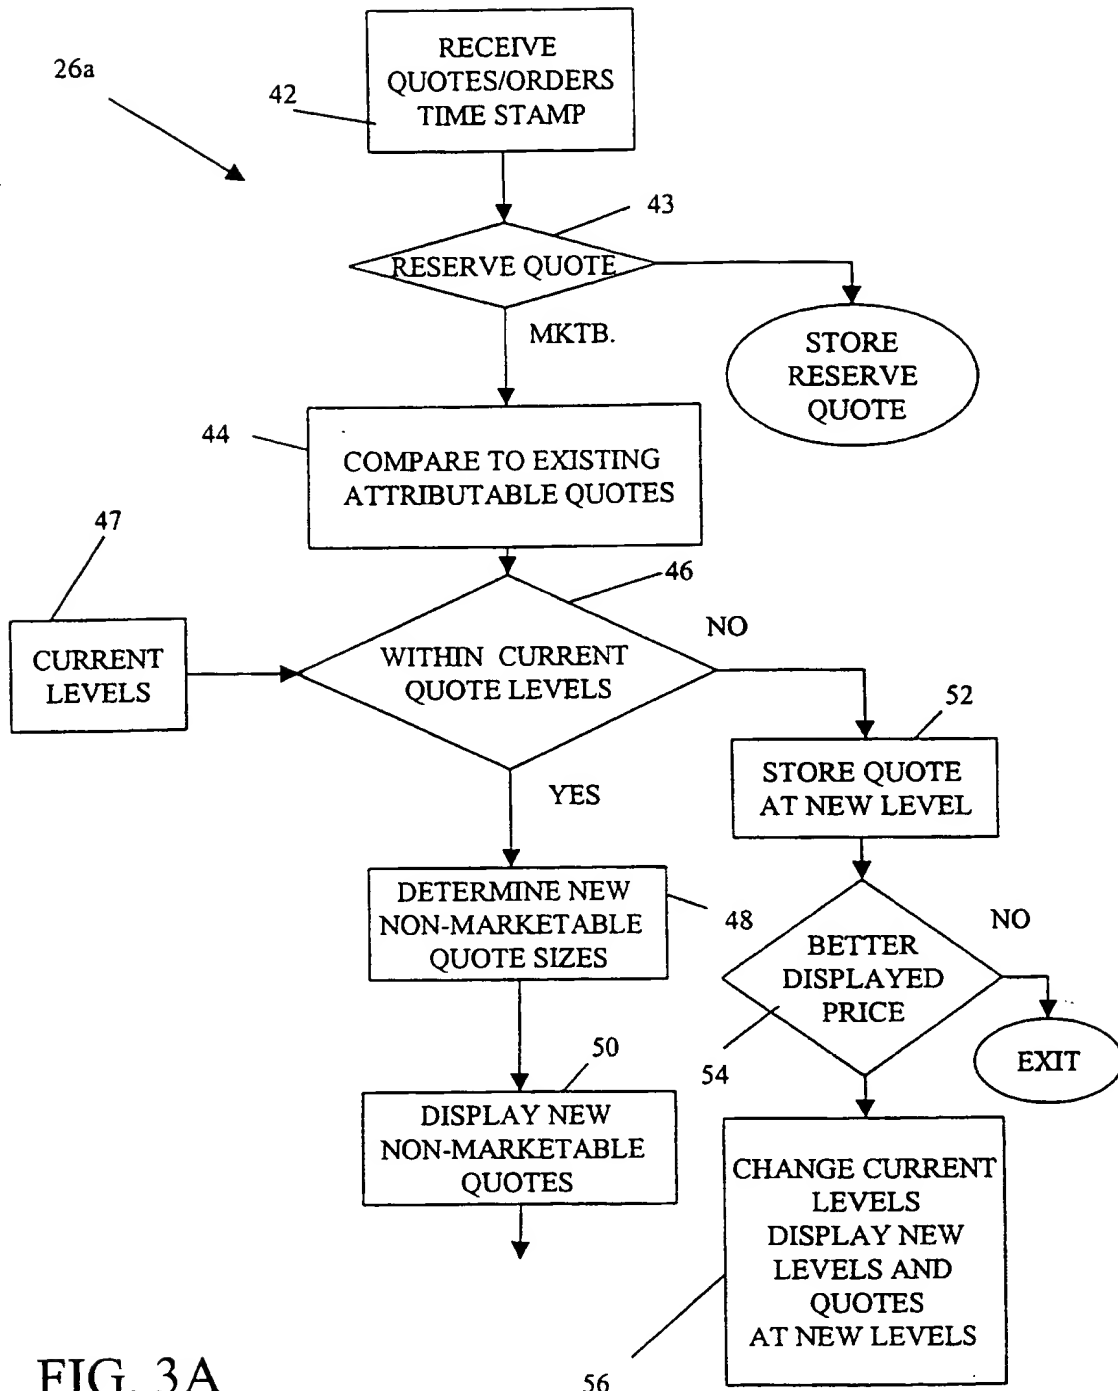 RECEIVE
QUOTES/ORDERS
TIME STAMP
26a
42
43
RESERVE QUOTE
MKTB.
STORE
RESERVE
QUOTE
44
COMPARE TO EXISTING
ATTRIBUTABLE QUOTES
47
46
CURRENT
LEVELS
WITHIN CURRENT
QUOTE LEVELS
NO
YES
52
STORE QUOTE
AT NEW LEVEL
DETERMINE NEW
NON-MARKETABLE
QUOTE SIZES
48
BETTER
DISPLAYED
PRICE
NO
54
EXIT
50
DISPLAY NEW
NON-MARKETABLE
QUOTES
CHANGE CURRENT
LEVELS
DISPLAY NEW
LEVELS AND
QUOTES
AT NEW LEVELS
56
FIG. 3A